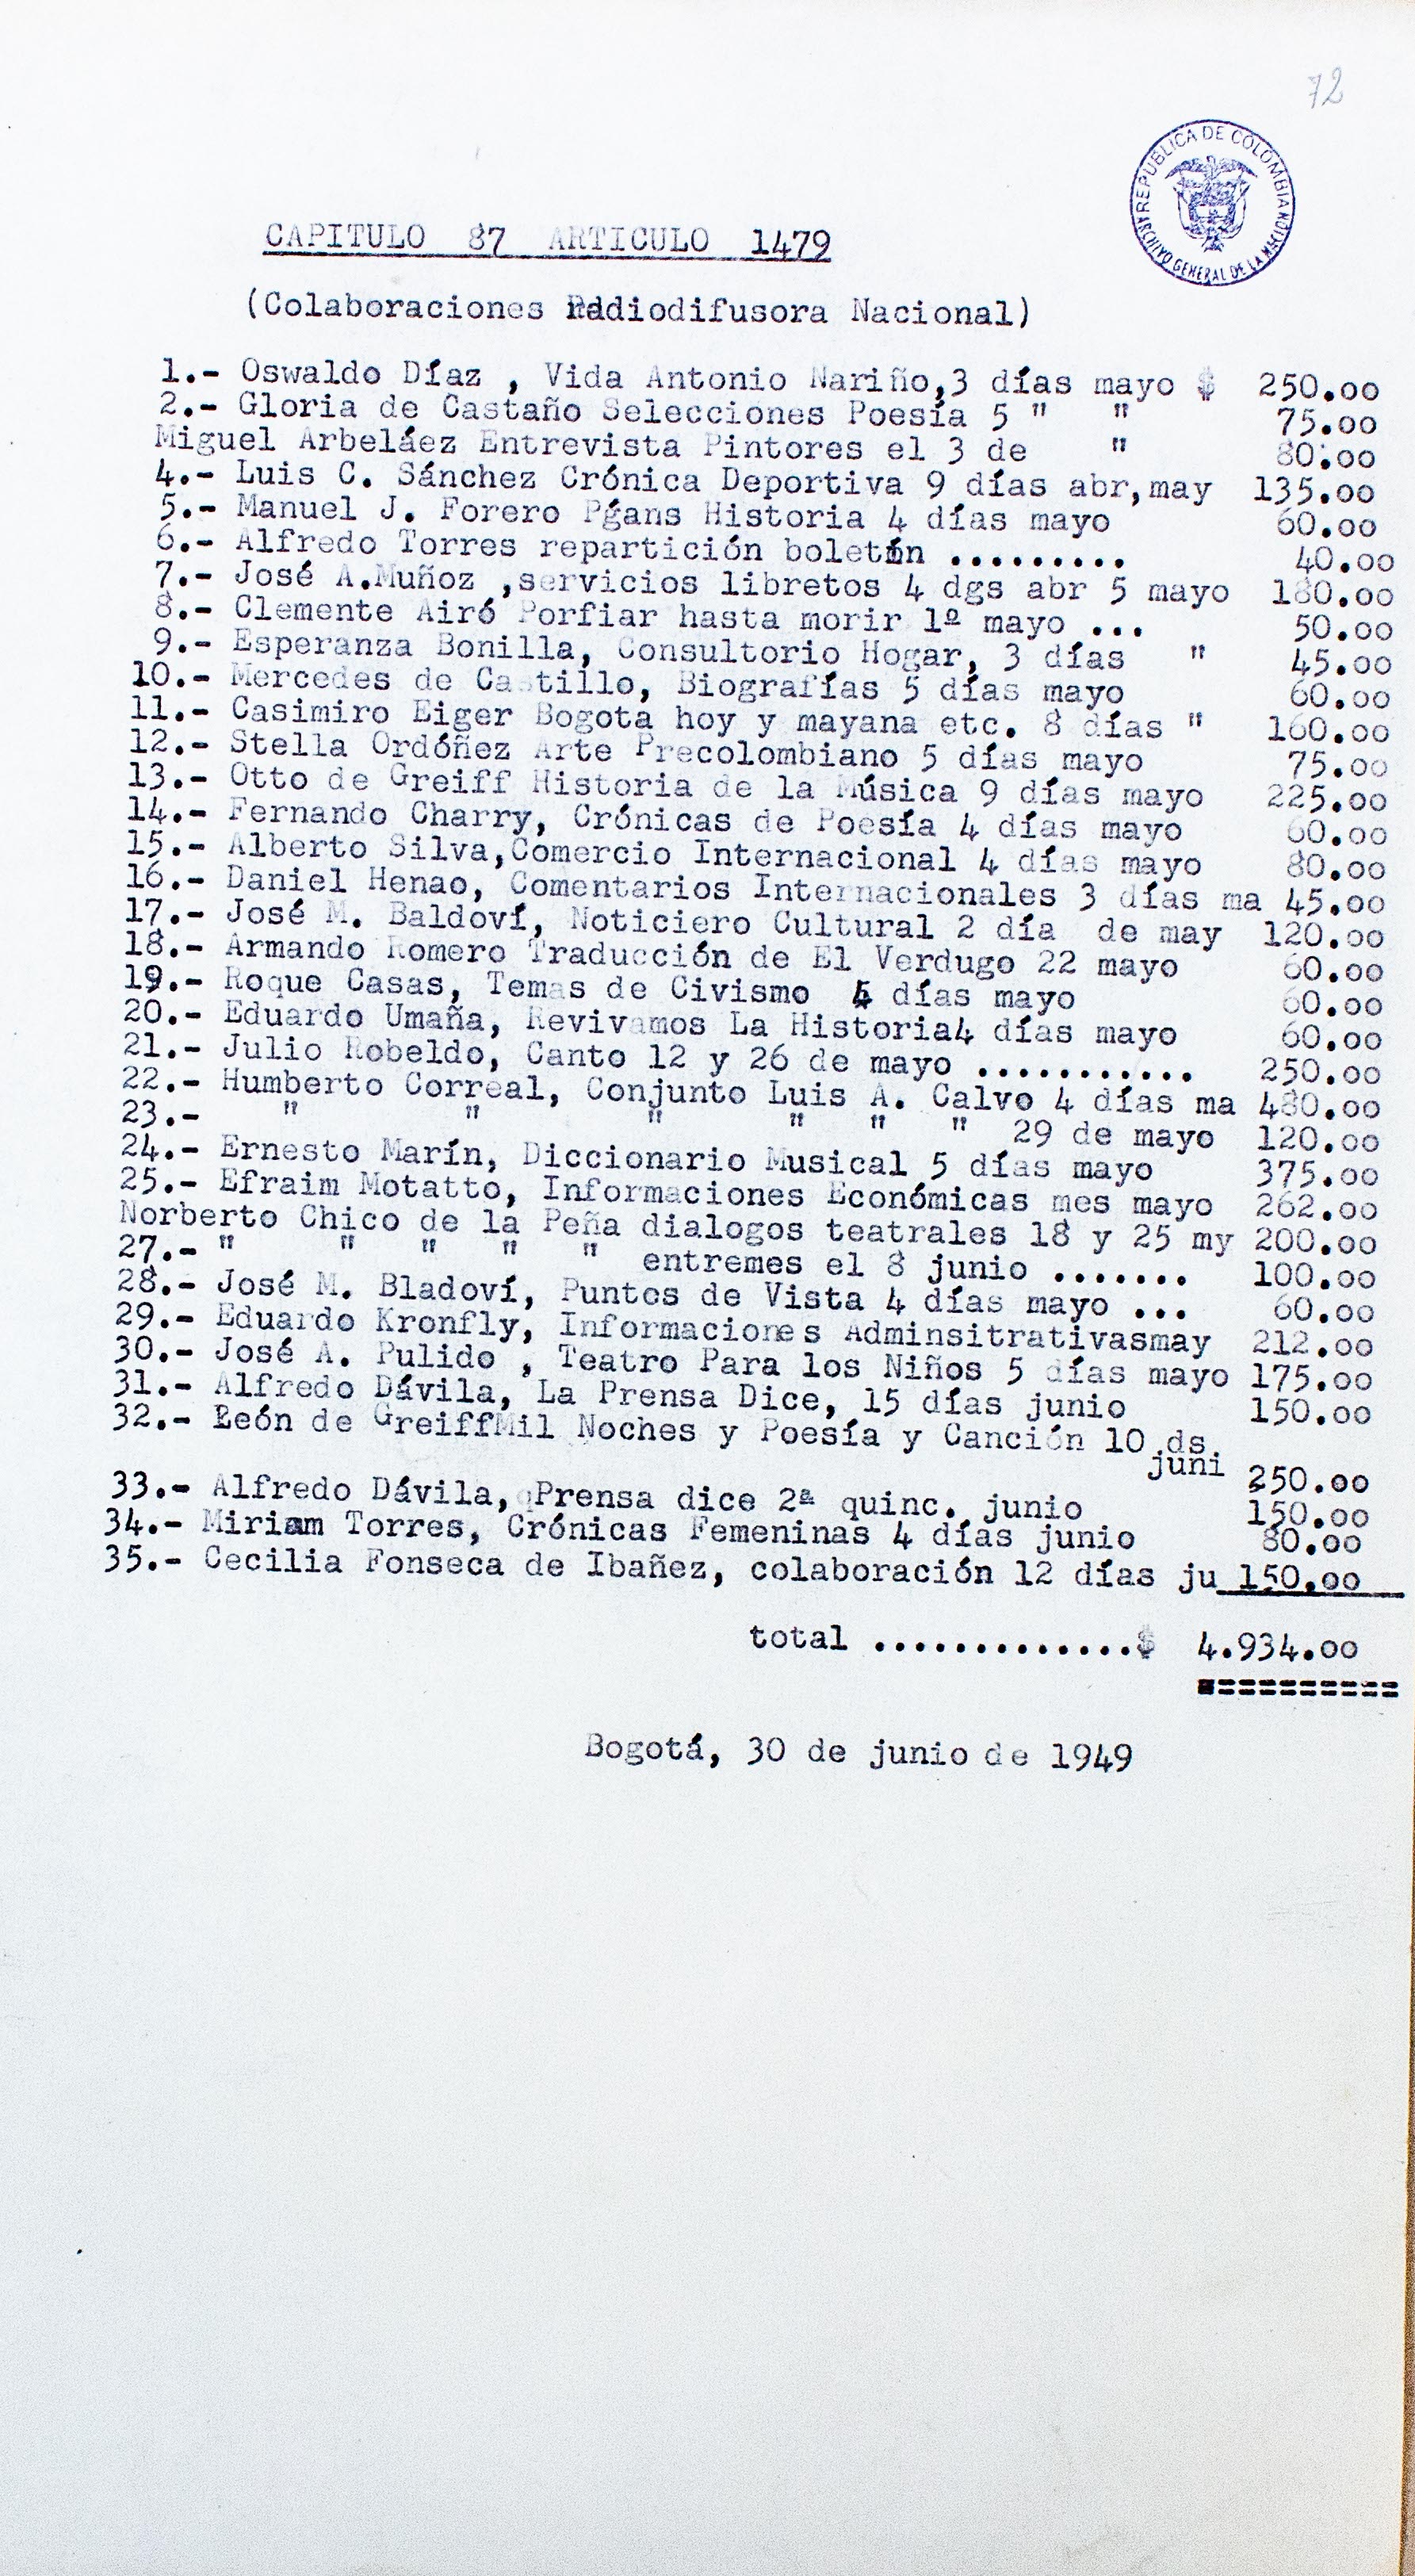 72
REPUBLICA DE COLOMBIA
ARCHIVO GENERAL DE LA NACION
CAPITULO 87 ARTICULO 1479
(Colaboraciones Radiodifusora Nacional)
1.- Oswaldo Díaz , Vida Antonio Nariño,3 días mayo $ 250.00
2.- Gloria de Castaño Selecciones Poesía 5 " " 75.00
Miguel Arbeláez Entrevista Pintores el 3 de " 80.00
4.- Luis C. Sánchez Crónica Deportiva 9 días abr,may 135.00
5.- Manuel J. Forero Pgans Historia 4 días mayo 60.00
6.- Alfredo Torres repartición boletín ......... 40.00
7.- José A.Muñoz ,servicios libretos 4 dgs abr 5 mayo 180.00
8.- Clemente Airó Porfiar hasta morir 1º mayo ... 50.00
9.- Esperanza Bonilla, Consultorio Hogar, 3 días " 45.00
10.- Mercedes de Castillo, Biografías 5 días mayo 60.00
11.- Casimiro Eiger Bogota hoy y mayana etc. 8 días " 160.00
12.- Stella Ordóñez Arte Precolombiano 5 días mayo 75.00
13.- Otto de Greiff Historia de la Música 9 días mayo 225.00
14.- Fernando Charry, Crónicas de Poesía 4 días mayo 60.00
15.- Alberto Silva,Comercio Internacional 4 días mayo 80.00
16.- Daniel Henao, Comentarios Internacionales 3 días ma 45.00
17.- José M. Baldoví, Noticiero Cultural 2 día de may 120.00
18.- Armando Romero Traducción de El Verdugo 22 mayo 60.00
19.- Roque Casas, Temas de Civismo 4 días mayo 60.00
20.- Eduardo Umaña, Revivamos La Historia4 días mayo 60.00
21.- Julio Robeldo, Canto 12 y 26 de mayo ........... 250.00
22.- Humberto Correal, Conjunto Luis A. Calvo 4 días ma 480.00
23.- " " " " " " 29 de mayo 120.00
24.- Ernesto Marín, Diccionario Musical 5 días mayo 375.00
25.- Efraim Motatto, Informaciones Económicas mes mayo 262.00
Norberto Chico de la Peña dialogos teatrales 18 y 25 my 200.00
27.- " " " " " entremes el 8 junio ....... 100.00
28.- José M. Bladoví, Puntos de Vista 4 días mayo ... 60.00
29.- Eduardo Kronfly, Informaciones Adminsitrativasmay 212.00
30.- José A. Pulido , Teatro Para los Niños 5 días mayo 175.00
31.- Alfredo Dávila, La Prensa Dice, 15 días junio 150.00
32.- León de GreiffMil Noches y Poesía y Canción 10 ds.
juni 250.00
33.- Alfredo Dávila, Prensa dice 2ª quinc. junio 150.00
34.- Miriam Torres, Crónicas Femeninas 4 días junio 80.00
35.- Cecilia Fonseca de Ibañez, colaboración 12 días ju 150.00
total .............$ 4.934.00
==========
Bogotá, 30 de junio de 1949